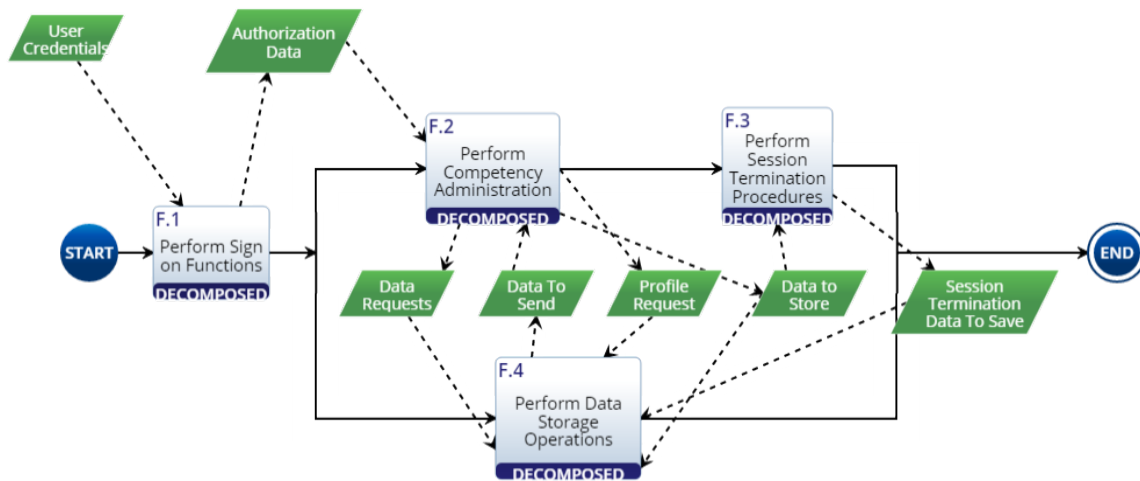 User
Credentials
Authorization
Data
F.2
Perform
Competency
Administration
DECOMPOSED
F.3
Perform
Session
Termination
Procedures
DECOMPOSED
START
F.1
Perform Sign
on Functions
DECOMPOSED
END
Data
Requests
Data To
Send
Profile
Request
Data to
Store
Session
Termination
Data To Save
F.4
Perform Data
Storage
Operations
DECOMPOSED